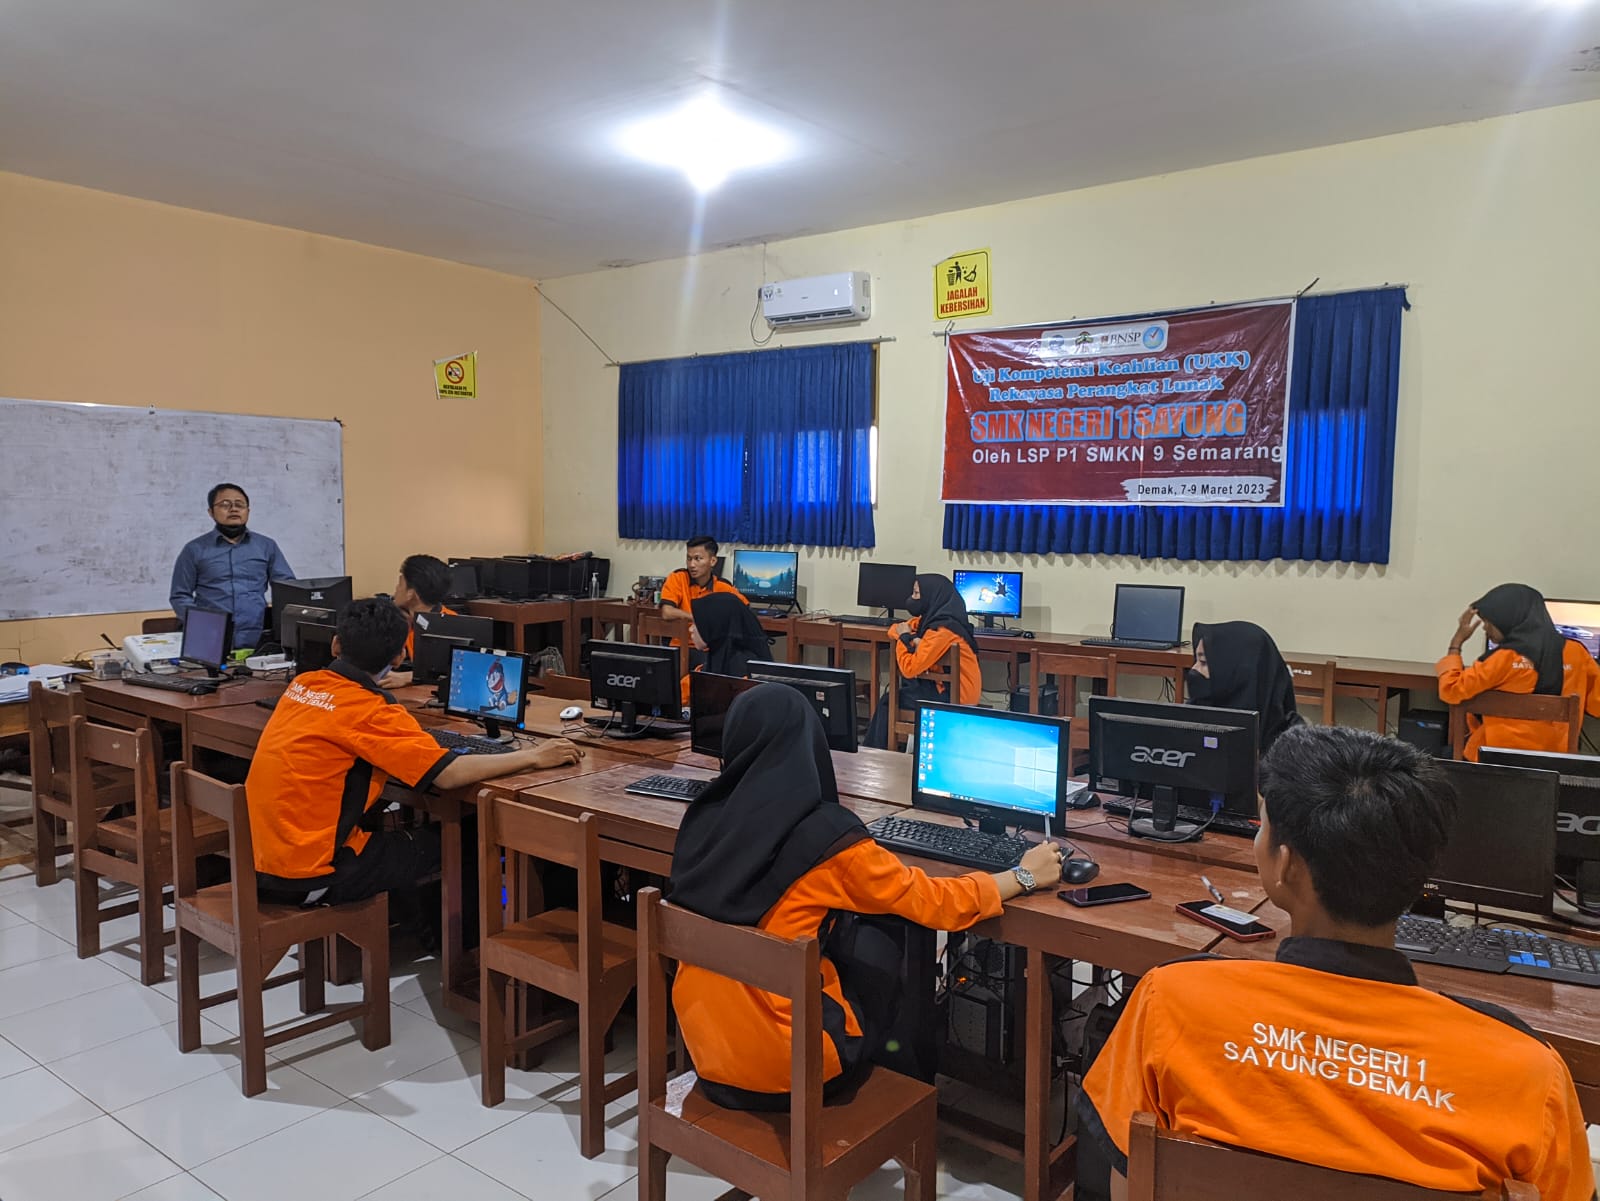 JAGALAH
KEBERSIHAN
BNSP
Uji Kompetensi Keahlian (UKK)
Rekayasa Perangkat Lunak
SMK NEGERI 1 SAYUNG
Oleh LSP P1 SMKN 9 Semarang
Demak, 7-9 Maret 2023
SMK NEGERI 1
SAYUNG DEMAK
acer
acer
SMK NEGERI 1
SAYUNG DEMAK
PHILIPS